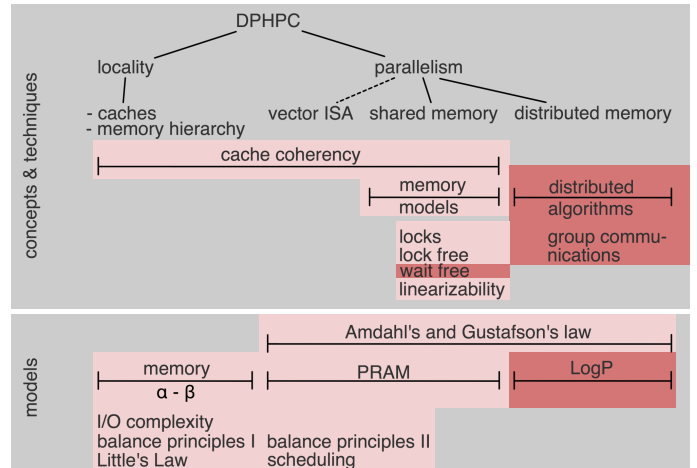 DPHPC
locality
parallelism
- caches
- memory hierarchy
vector ISA
shared memory
distributed memory
concepts & techniques
cache coherency
memory
models
distributed
algorithms
locks
lock free
wait free
linearizability
group commu-
nications
models
Amdahl's and Gustafson's law
memory
α - β
PRAM
LogP
I/O complexity
balance principles I
Little's Law
balance principles II
scheduling